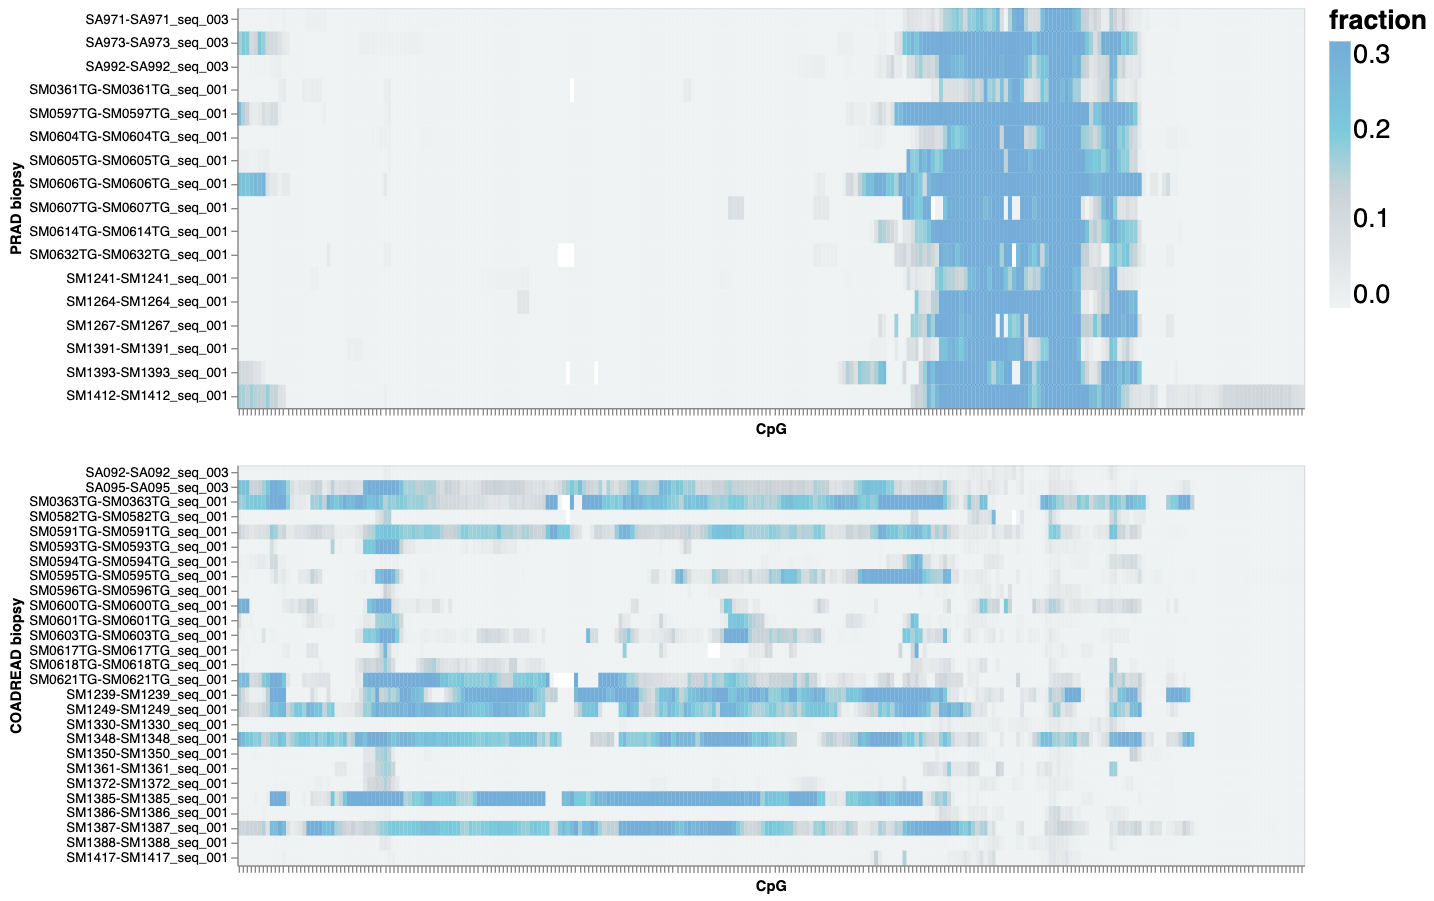 fraction
0.3
0.2
0.1
0.0
PRAD biopsy
SA971-SA971_seq_003
SA973-SA973_seq_003
SA992-SA992_seq_003
SM0361TG-SM0361TG_seq_001
SM0597TG-SM0597TG_seq_001
SM0604TG-SM0604TG_seq_001
SM0605TG-SM0605TG_seq_001
SM0606TG-SM0606TG_seq_001
SM0607TG-SM0607TG_seq_001
SM0614TG-SM0614TG_seq_001
SM0632TG-SM0632TG_seq_001
SM1241-SM1241_seq_001
SM1264-SM1264_seq_001
SM1267-SM1267_seq_001
SM1391-SM1391_seq_001
SM1393-SM1393_seq_001
SM1412-SM1412_seq_001
CpG
COADREAD biopsy
SA092-SA092_seq_003
SA095-SA095_seq_003
SM0363TG-SM0363TG_seq_001
SM0582TG-SM0582TG_seq_001
SM0591TG-SM0591TG_seq_001
SM0593TG-SM0593TG_seq_001
SM0594TG-SM0594TG_seq_001
SM0595TG-SM0595TG_seq_001
SM0596TG-SM0596TG_seq_001
SM0600TG-SM0600TG_seq_001
SM0601TG-SM0601TG_seq_001
SM0603TG-SM0603TG_seq_001
SM0617TG-SM0617TG_seq_001
SM0618TG-SM0618TG_seq_001
SM0621TG-SM0621TG_seq_001
SM1239-SM1239_seq_001
SM1249-SM1249_seq_001
SM1330-SM1330_seq_001
SM1348-SM1348_seq_001
SM1350-SM1350_seq_001
SM1361-SM1361_seq_001
SM1372-SM1372_seq_001
SM1385-SM1385_seq_001
SM1386-SM1386_seq_001
SM1387-SM1387_seq_001
SM1388-SM1388_seq_001
SM1417-SM1417_seq_001
CpG